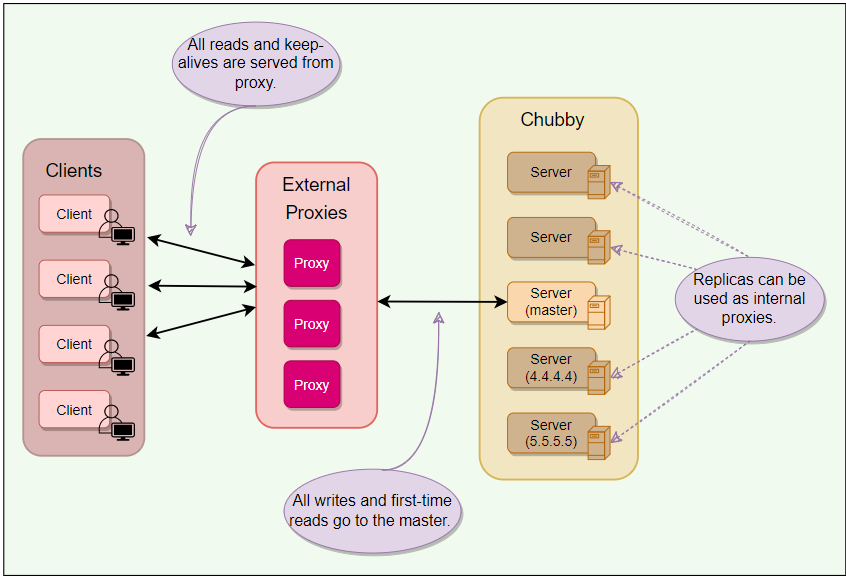 All reads and keep-
alives are served from
proxy.
Clients
Client
Client
Client
Client
External
Proxies
Proxy
Proxy
Proxy
Chubby
Server
Server
Server
(master)
Server
(4.4.4.4)
Server
(5.5.5.5)
Replicas can be
used as internal
proxies.
All writes and first-time
reads go to the master.